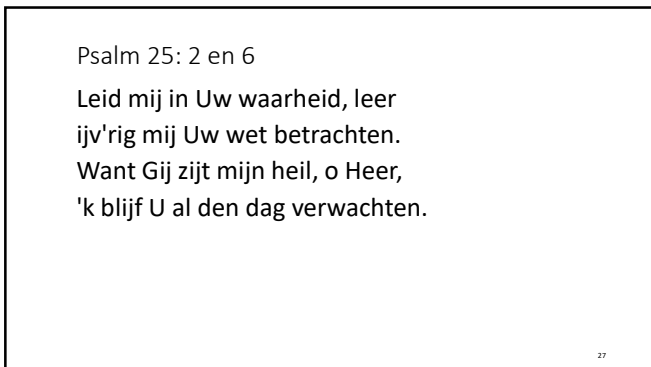 Psalm 25: 2 en 6
Leid mij in Uw waarheid, leer
ijv'rig mij Uw wet betrachten.
Want Gij zijt mijn heil, o Heer,
'k blijf U al den dag verwachten.
27